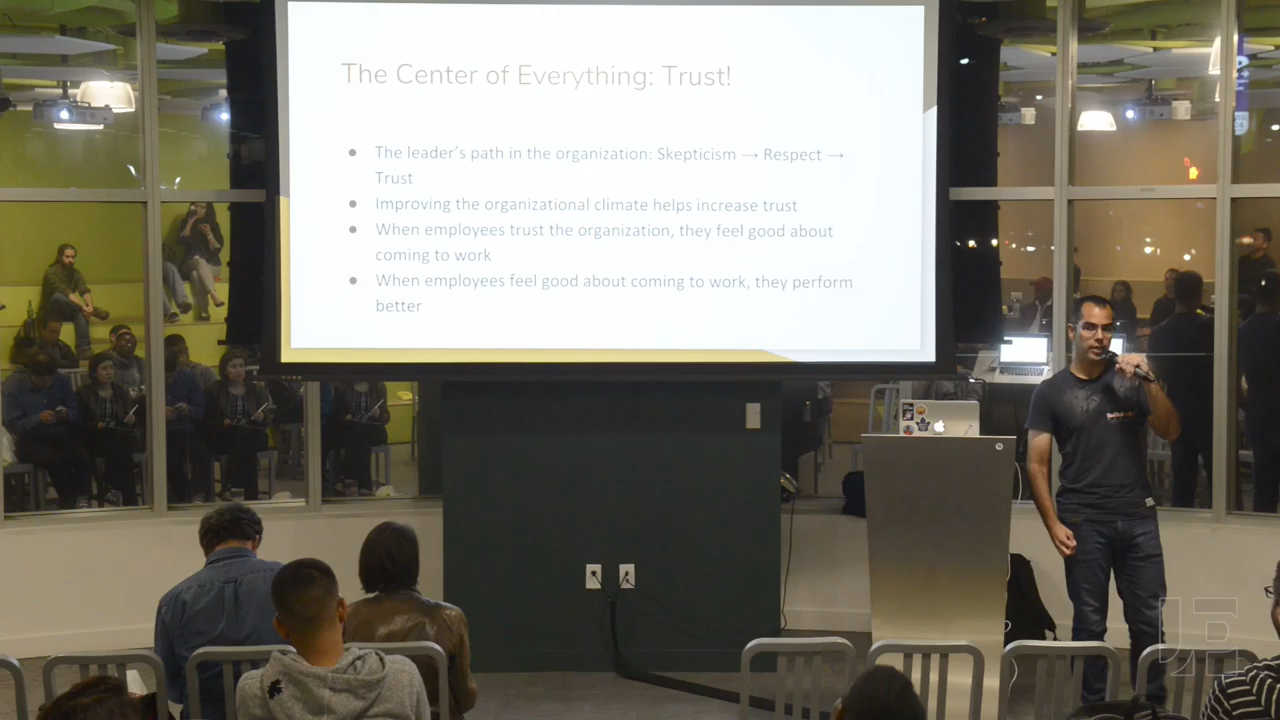 The Center of Everything: Trust!
● The leader’s path in the organization: Skepticism → Respect →
Trust
● Improving the organizational climate helps increase trust
● When employees trust the organization, they feel good about
coming to work
● When employees feel good about coming to work, they perform
better